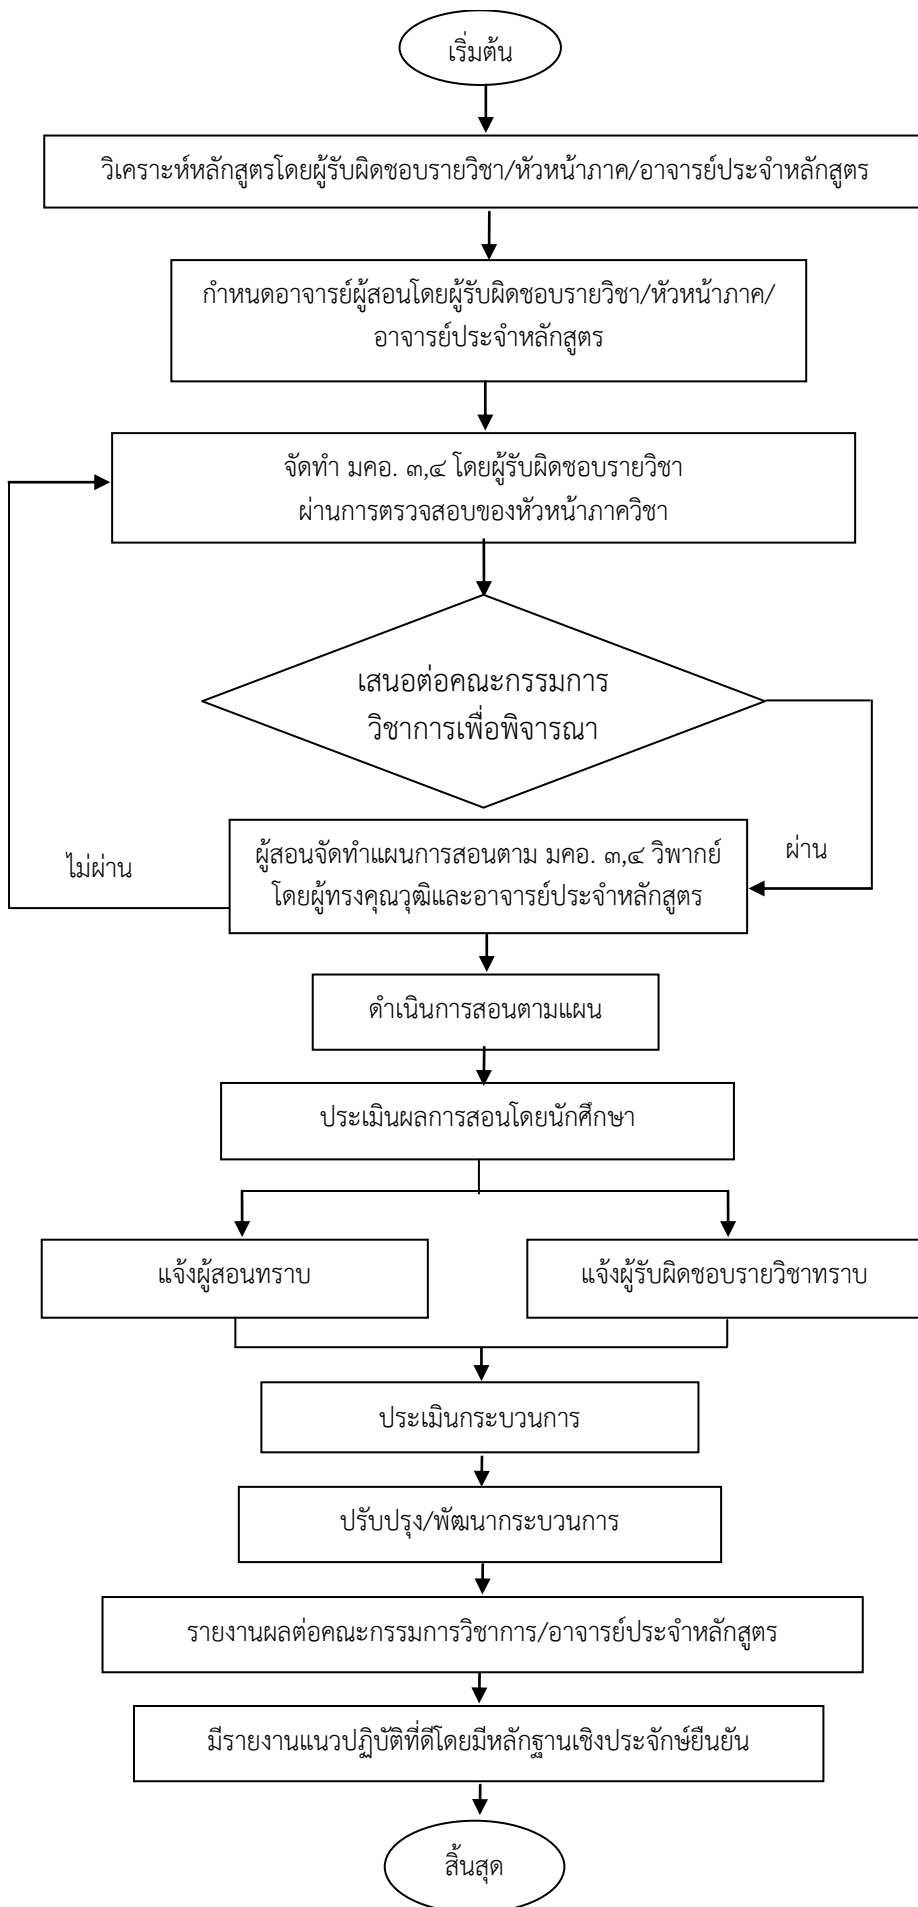 เริ่มต้น
วิเคราะห์หลักสูตรโดยผู้รับผิดชอบรายวิชา/หัวหน้าภาค/อาจารย์ประจำหลักสูตร
กำหนดอาจารย์ผู้สอนโดยผู้รับผิดชอบรายวิชา/หัวหน้าภาค/
อาจารย์ประจำหลักสูตร
จัดทำ มคอ. ๓,๔ โดยผู้รับผิดชอบรายวิชา
ผ่านการตรวจสอบของหัวหน้าภาควิชา
เสนอต่อคณะกรรมการ
วิชาการเพื่อพิจารณา
ไม่ผ่าน
ผู้สอนจัดทำแผนการสอนตาม มคอ. ๓,๔ วิพากย์
โดยผู้ทรงคุณวุฒิและอาจารย์ประจำหลักสูตร
ผ่าน
ดำเนินการสอนตามแผน
ประเมินผลการสอนโดยนักศึกษา
แจ้งผู้สอนทราบ
แจ้งผู้รับผิดชอบรายวิชาทราบ
ประเมินกระบวนการ
ปรับปรุง/พัฒนากระบวนการ
รายงานผลต่อคณะกรรมการวิชาการ/อาจารย์ประจำหลักสูตร
มีรายงานแนวปฏิบัติที่ดีโดยมีหลักฐานเชิงประจักษ์ยืนยัน
สิ้นสุด